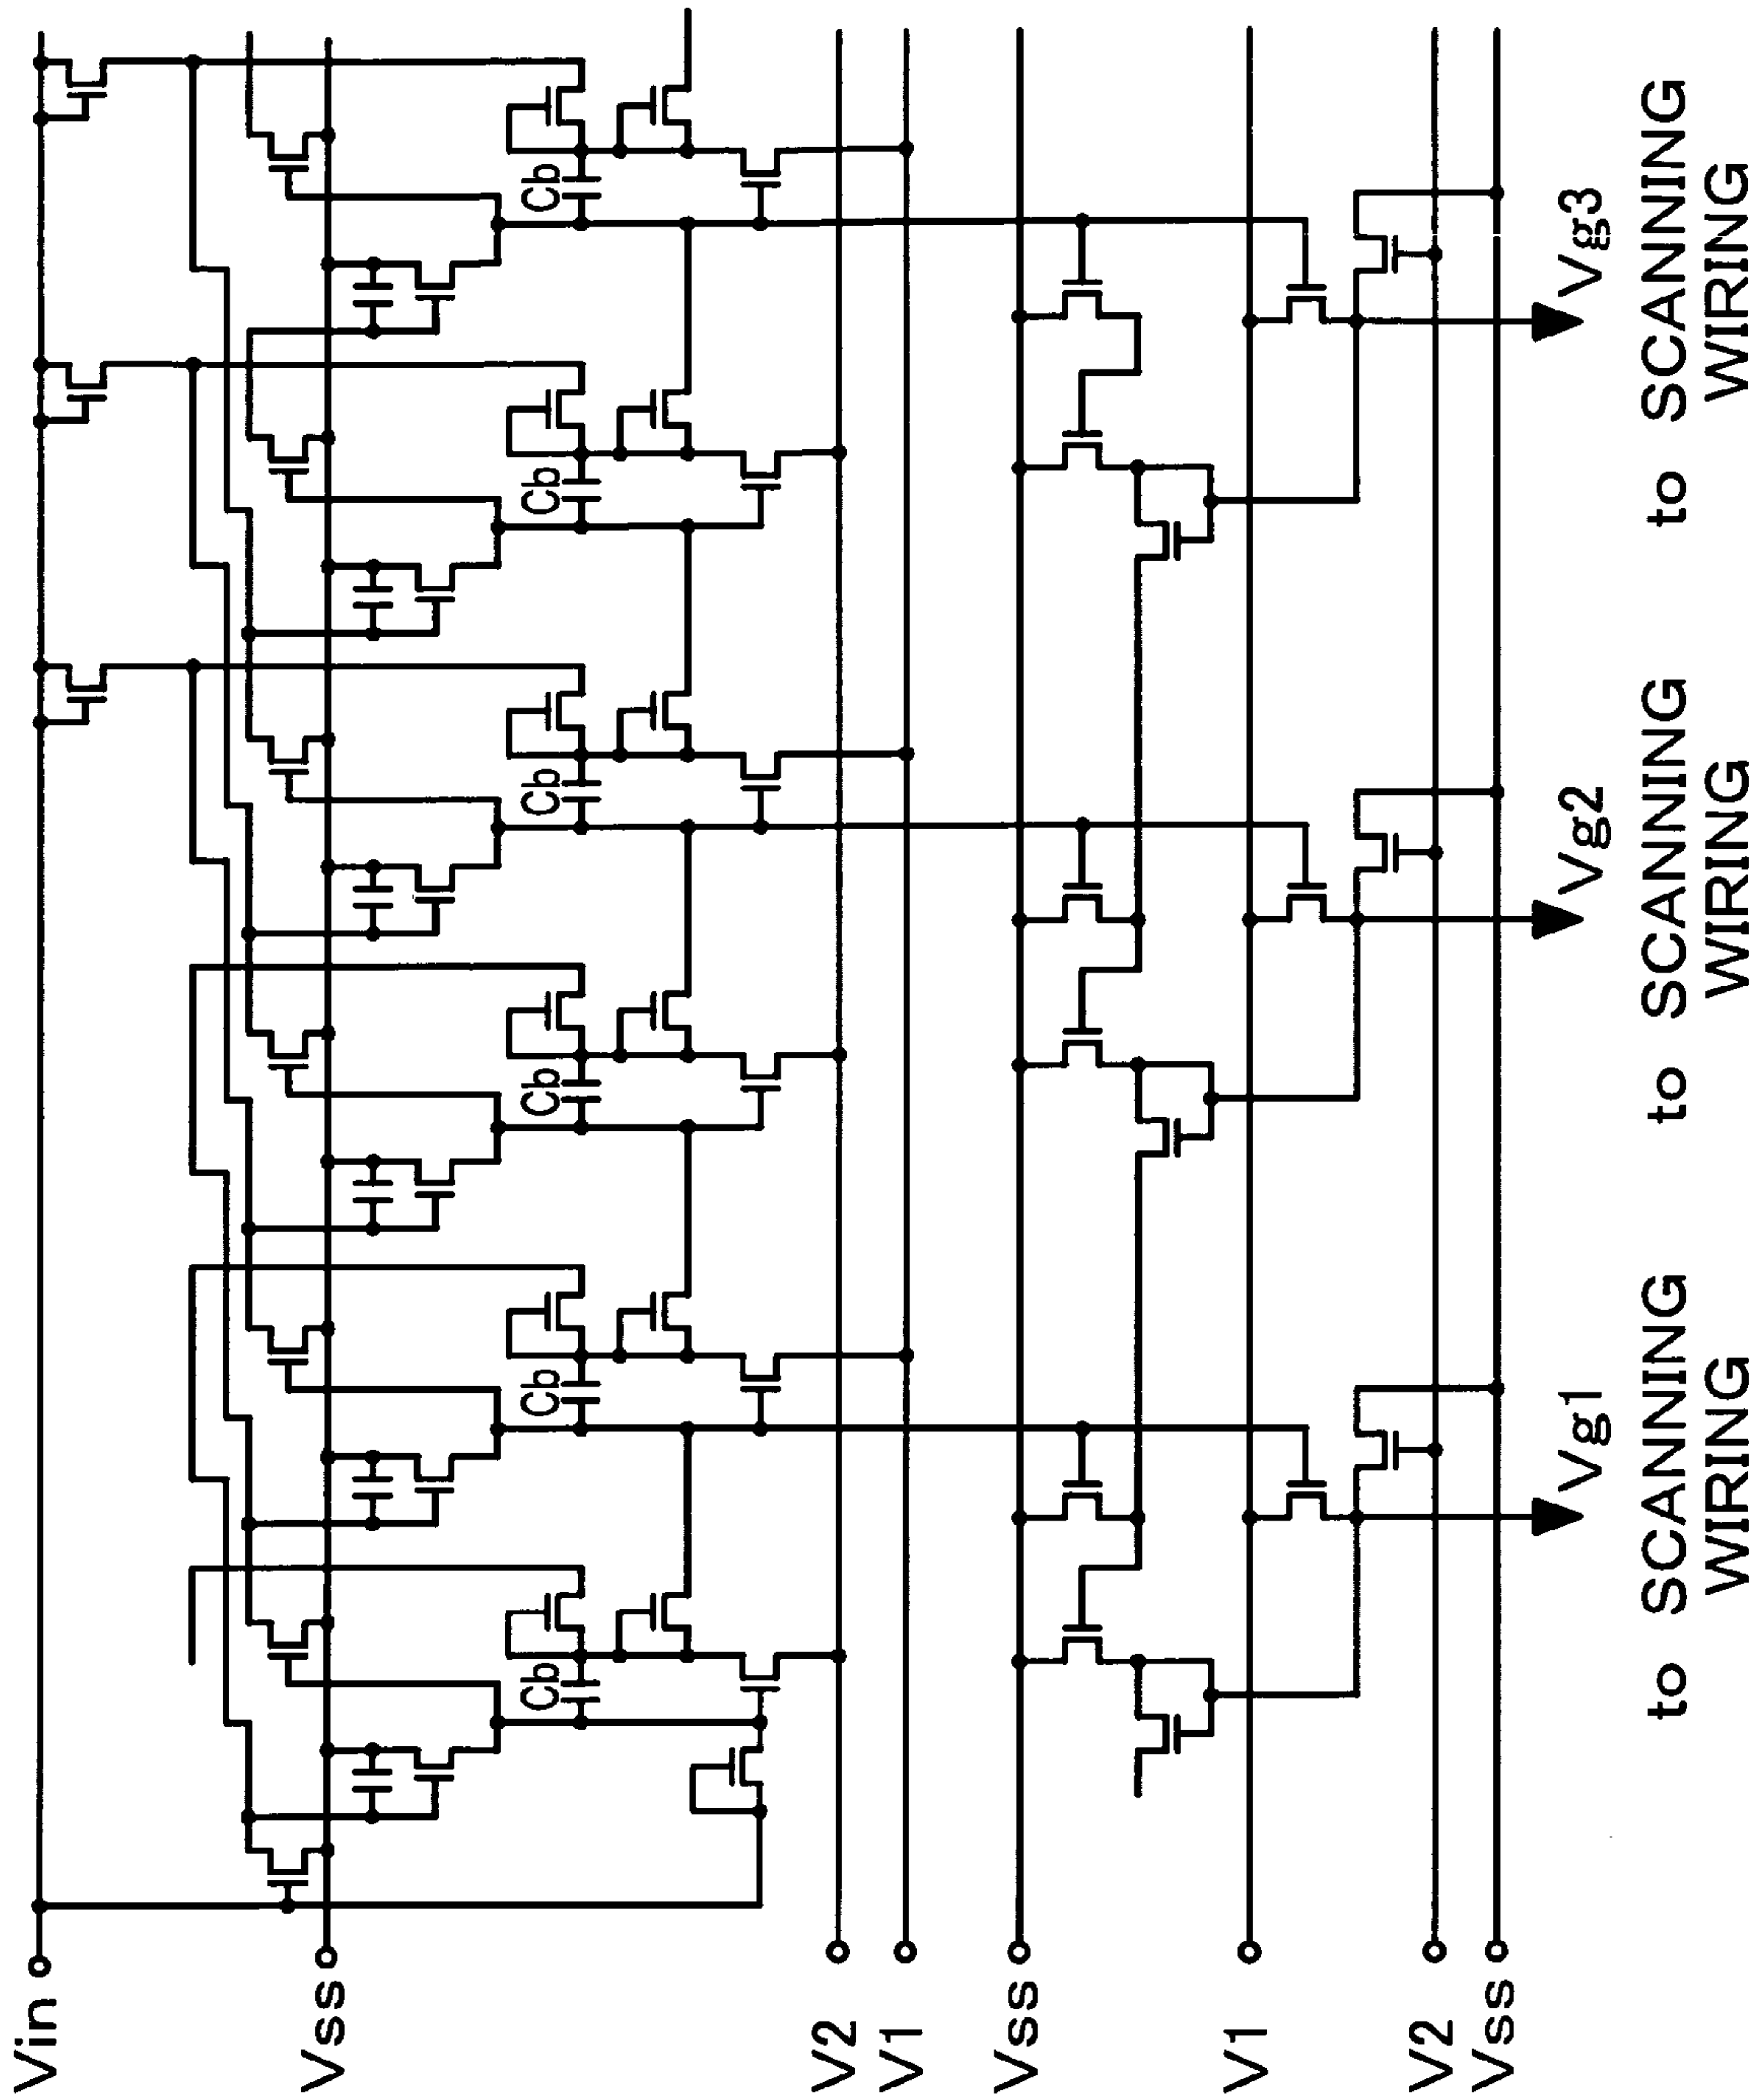 Vin
Vss
Cb
Cb
Cb
Cb
Cb
Cb
V2
V1
Vss
V1
V2
Vss
Vg1
Vg2
Vg3
to SCANNING
WIRING
to SCANNING
WIRING
to SCANNING
WIRING